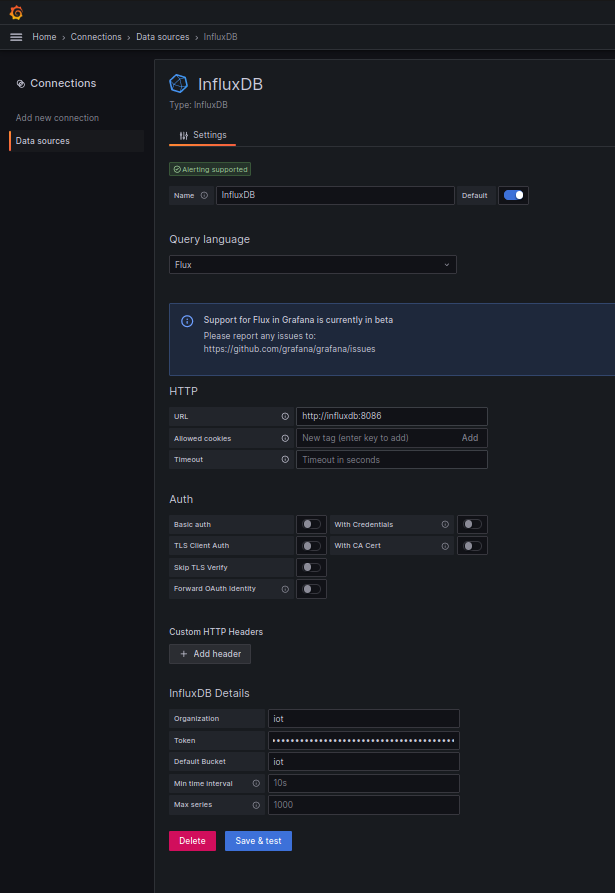 Home › Connections › Data sources › InfluxDB
Connections
Add new connection
Data sources
InfluxDB
Type: InfluxDB
Settings
Alerting supported
Name InfluxDB Default
Query language
Flux
Support for Flux in Grafana is currently in beta
Please report any issues to:
https://github.com/grafana/grafana/issues
HTTP
URL http://influxdb:8086
Allowed cookies New tag (enter key to add) Add
Timeout Timeout in seconds
Auth
Basic auth With Credentials
TLS Client Auth With CA Cert
Skip TLS Verify
Forward OAuth Identity
Custom HTTP Headers
+ Add header
InfluxDB Details
Organization iot
Token
Default Bucket iot
Min time interval 10s
Max series 1000
Delete Save & test